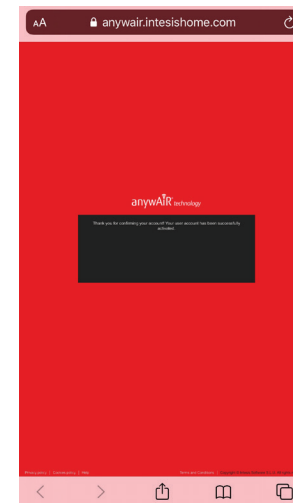 AA
anywair.intesishome.com
anywAIR technology
Thank you for confirming your account! Your user account has been successfully
activated.
Privacy policy | Cookies policy | Help
Terms and Conditions